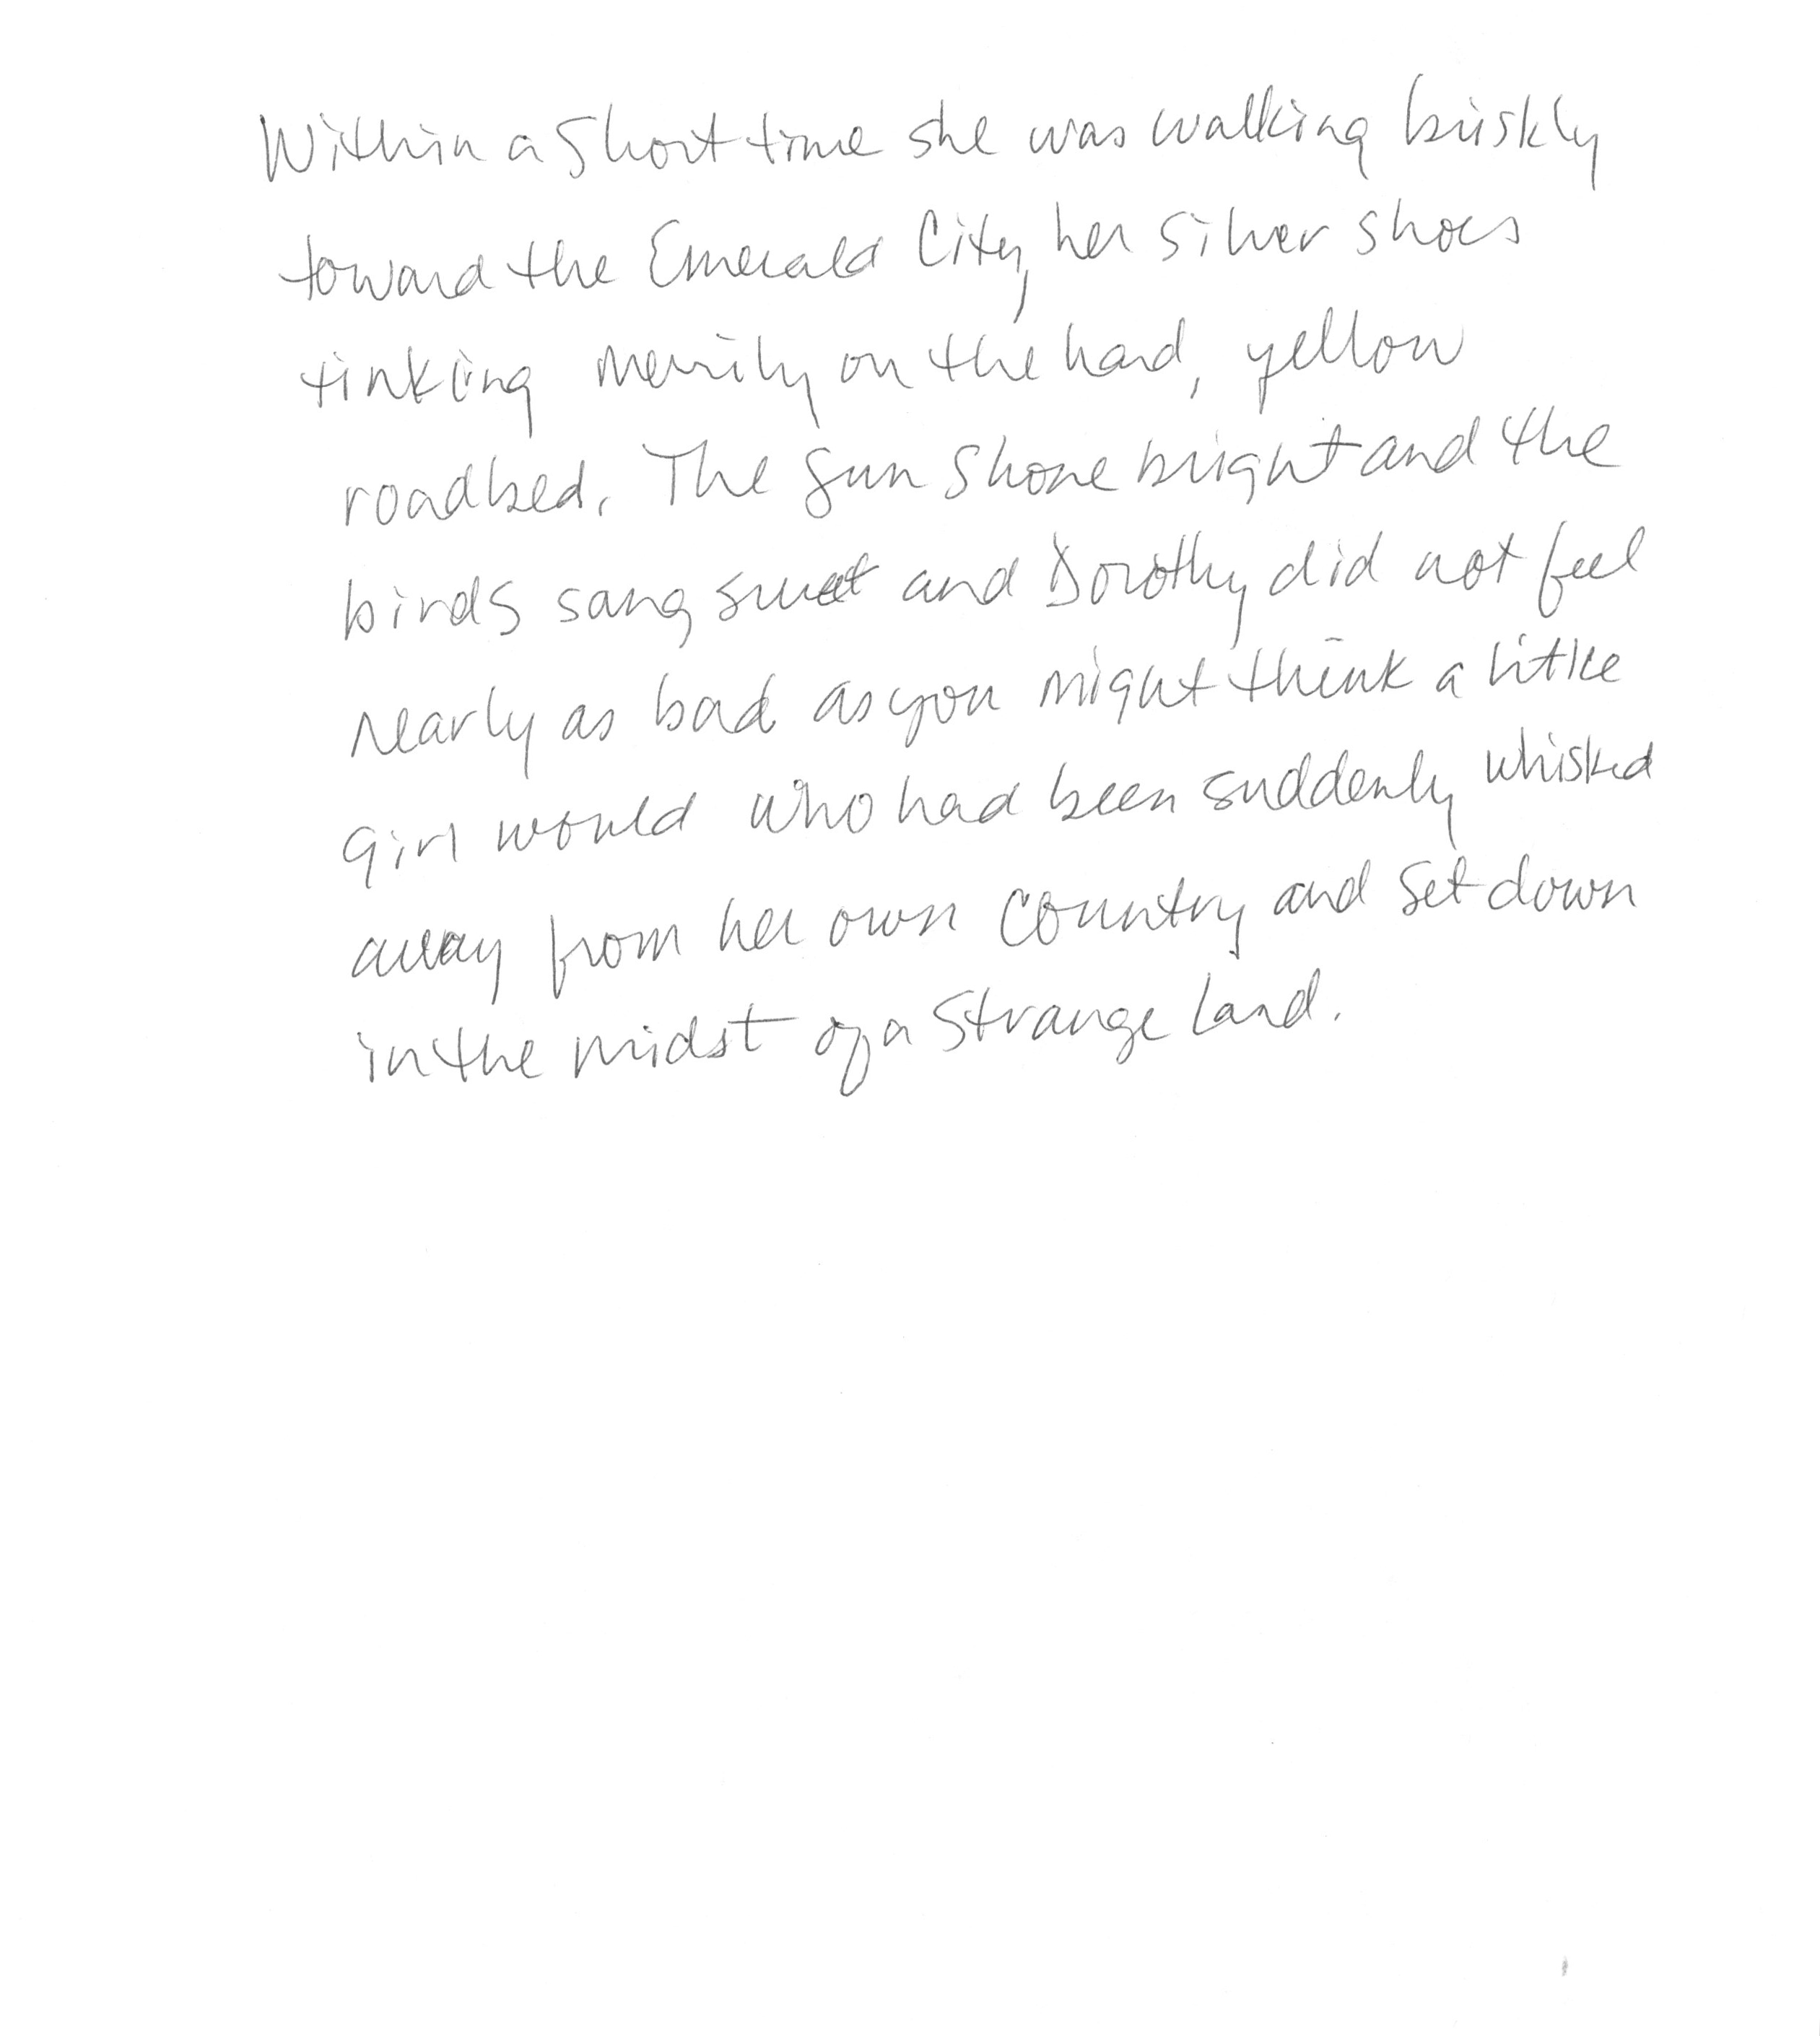 Within a short time she was walking briskly
toward the Emerald City, her silver shoes
tinkling merrily on the hard, yellow
roadbed. The sun shone bright and the
birds sang sweet and Dorothy did not feel
nearly as bad as you might think a little
girl would who had been suddenly whisked
away from her own country and set down
in the midst of a strange land.